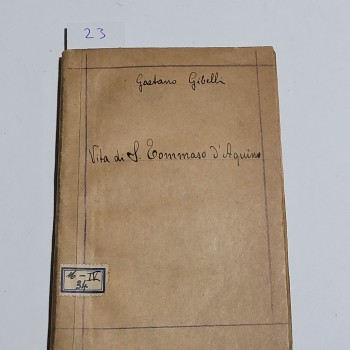 23
Gaetano Gibelli
Vita di S. Tommaso d'Aquino
16-IV
34